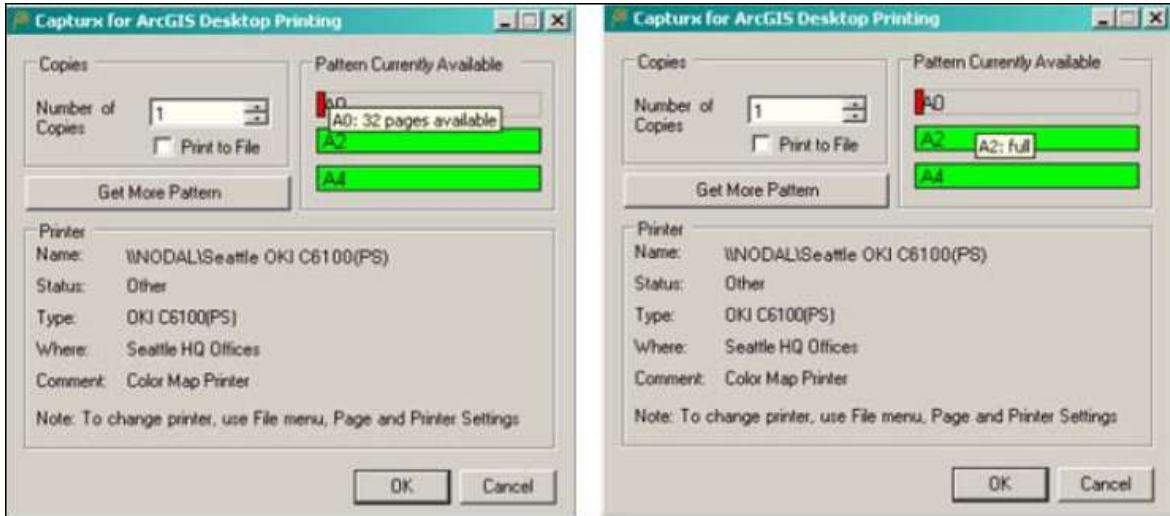 Capturx for ArcGIS Desktop Printing
Copies
Number of Copies
1
Print to File
Get More Pattern
Pattern Currently Available
A0
A0: 32 pages available
A2
A4
Printer
Name: \\NODAL\Seattle OKI C6100(PS)
Status: Other
Type: OKI C6100(PS)
Where: Seattle HQ Offices
Comment: Color Map Printer
Note: To change printer, use File menu, Page and Printer Settings
OK
Cancel
Capturx for ArcGIS Desktop Printing
Copies
Number of Copies
1
Print to File
Get More Pattern
Pattern Currently Available
A0
A2
A2: full
A4
Printer
Name: \\NODAL\Seattle OKI C6100(PS)
Status: Other
Type: OKI C6100(PS)
Where: Seattle HQ Offices
Comment: Color Map Printer
Note: To change printer, use File menu, Page and Printer Settings
OK
Cancel